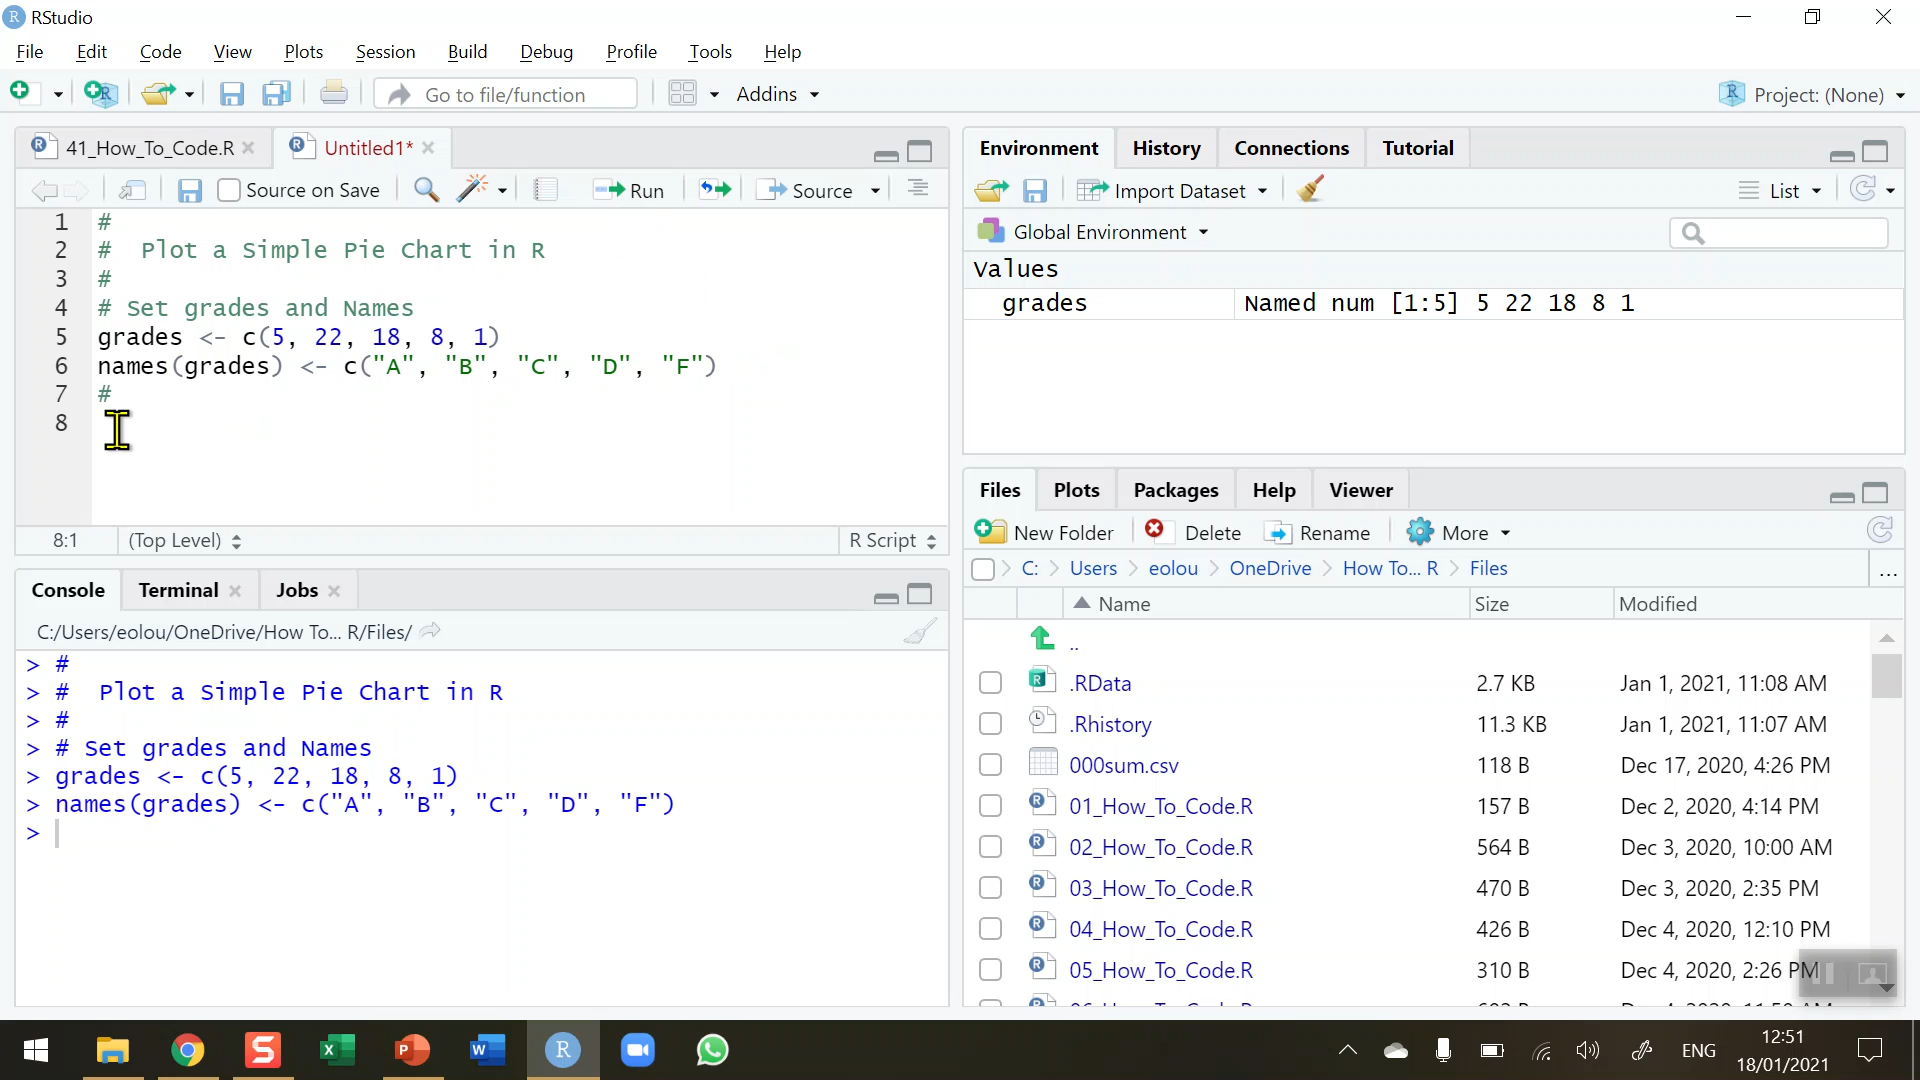 RStudio
File Edit Code View Plots Session Build Debug Profile Tools Help
Go to file/function Addins Project: (None)
41_How_To_Code.R Untitled1*
Source on Save Run Source
1 #
2 #  Plot a Simple Pie Chart in R
3 #
4 # Set grades and Names
5 grades <- c(5, 22, 18, 8, 1)
6 names(grades) <- c("A", "B", "C", "D", "F")
7 #
8
8:1 (Top Level) R Script
Console Terminal Jobs
C:/Users/eolou/OneDrive/How To... R/Files/
> #
> #  Plot a Simple Pie Chart in R
> #
> # Set grades and Names
> grades <- c(5, 22, 18, 8, 1)
> names(grades) <- c("A", "B", "C", "D", "F")
>
Environment History Connections Tutorial
Import Dataset List
Global Environment
Values
grades Named num [1:5] 5 22 18 8 1
Files Plots Packages Help Viewer
New Folder Delete Rename More
C: Users eolou OneDrive How To... R Files ...
Name Size Modified
..
.RData 2.7 KB Jan 1, 2021, 11:08 AM
.Rhistory 11.3 KB Jan 1, 2021, 11:07 AM
000sum.csv 118 B Dec 17, 2020, 4:26 PM
01_How_To_Code.R 157 B Dec 2, 2020, 4:14 PM
02_How_To_Code.R 564 B Dec 3, 2020, 10:00 AM
03_How_To_Code.R 470 B Dec 3, 2020, 2:35 PM
04_How_To_Code.R 426 B Dec 4, 2020, 12:10 PM
05_How_To_Code.R 310 B Dec 4, 2020, 2:26 PM
ENG 12:51
18/01/2021